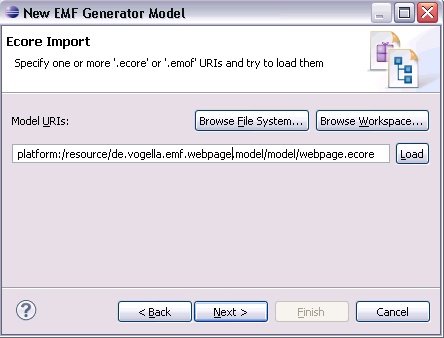 New EMF Generator Model
Ecore Import
Specify one or more '.ecore' or '.emof' URIs and try to load them
Model URIs: Browse File System... Browse Workspace...
platform:/resource/de.vogella.emf.webpage.model/model/webpage.ecore Load
? < Back Next > Finish Cancel